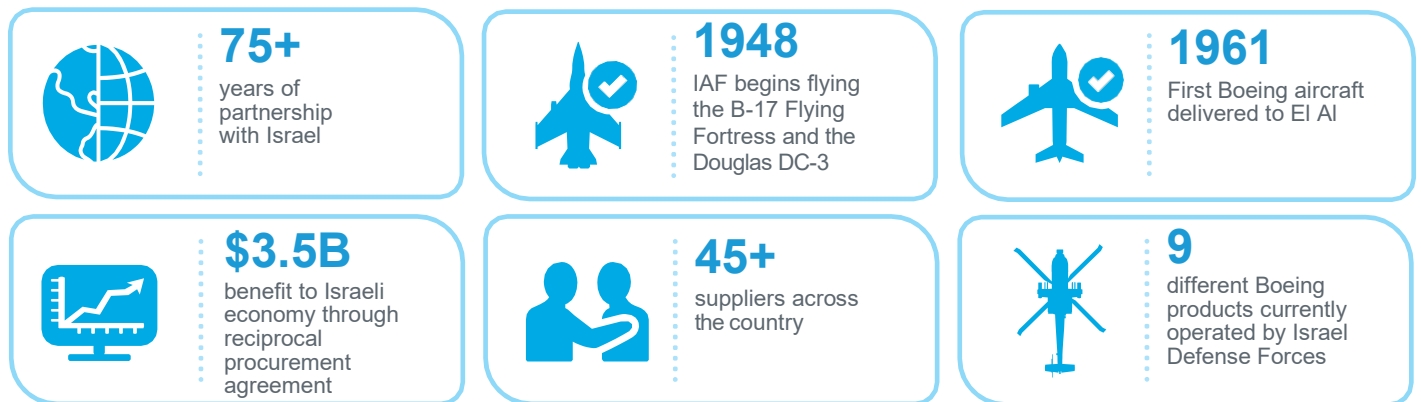 75+
years of
partnership
with Israel
1948
IAF begins flying
the B-17 Flying
Fortress and the
Douglas DC-3
1961
First Boeing aircraft
delivered to El Al
$3.5B
benefit to Israeli
economy through
reciprocal
procurement
agreement
45+
suppliers across
the country
9
different Boeing
products currently
operated by Israel
Defense Forces